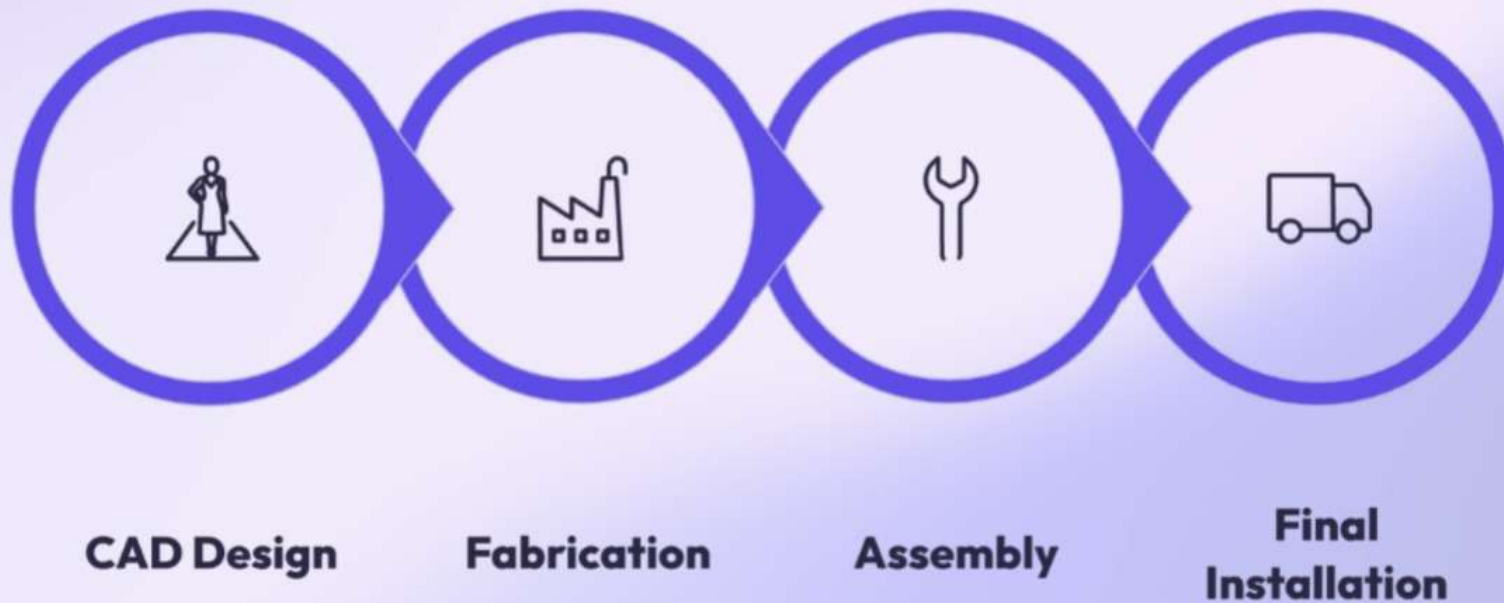 CAD Design
Fabrication
Assembly
Final
Installation